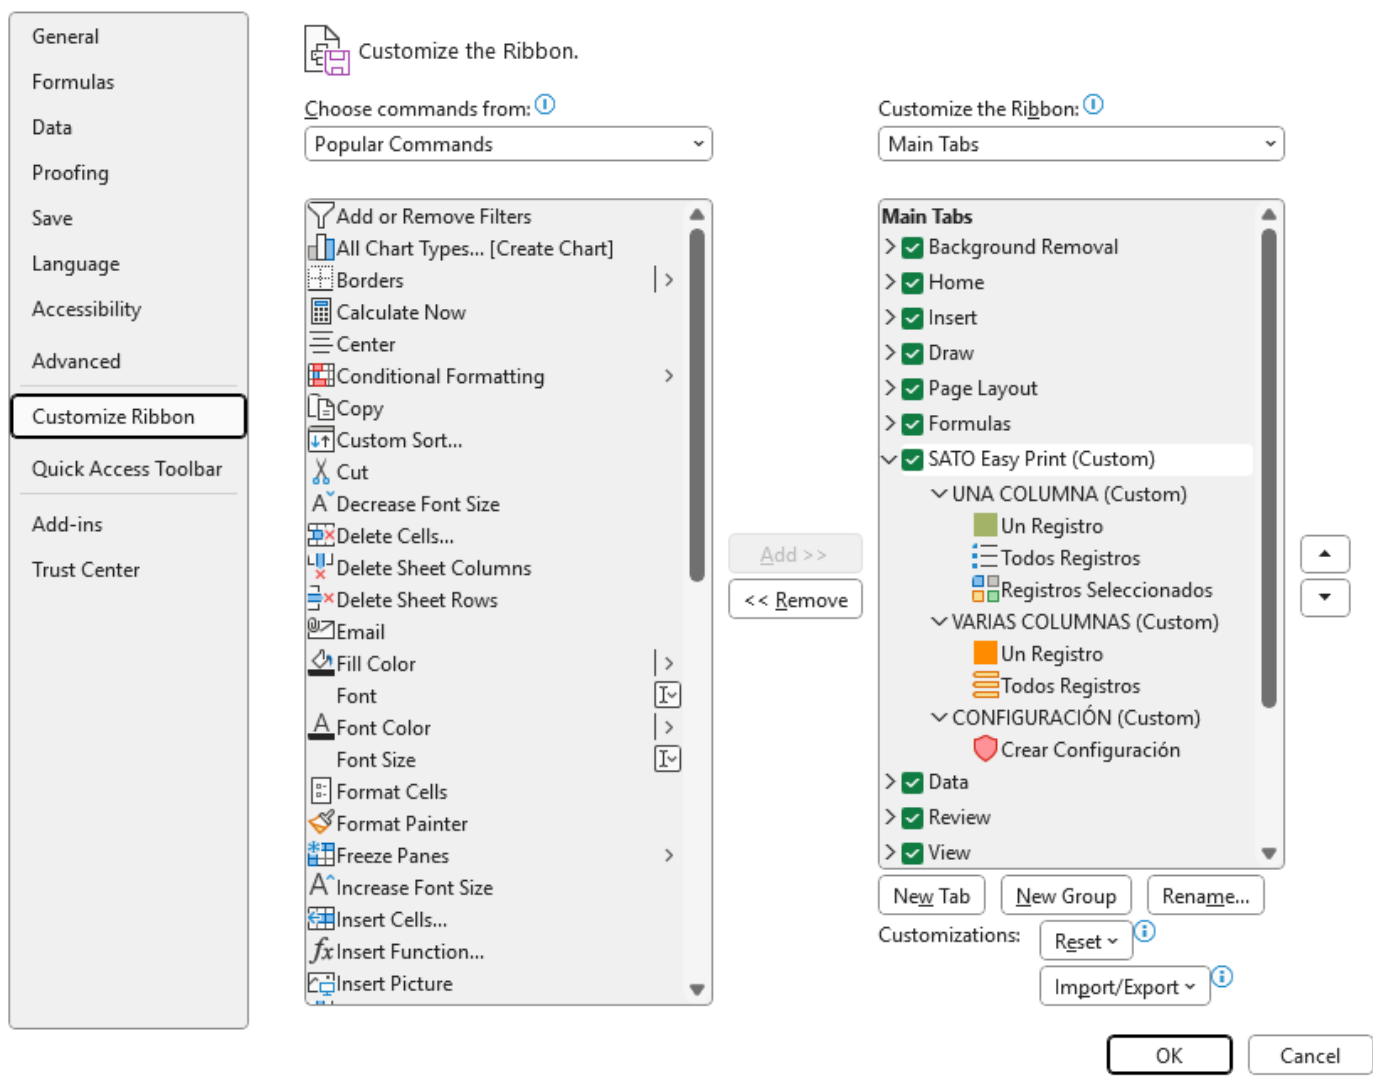 General
Formulas
Data
Proofing
Save
Language
Accessibility
Advanced
Customize Ribbon
Quick Access Toolbar
Add-ins
Trust Center
Customize the Ribbon.
Choose commands from:
Popular Commands
Add or Remove Filters
All Chart Types... [Create Chart]
Borders
Calculate Now
Center
Conditional Formatting
Copy
Custom Sort...
Cut
Decrease Font Size
Delete Cells...
Delete Sheet Columns
Delete Sheet Rows
Email
Fill Color
Font
Font Color
Font Size
Format Cells
Format Painter
Freeze Panes
Increase Font Size
Insert Cells...
Insert Function...
Insert Picture
Add >>
<< Remove
Customize the Ribbon:
Main Tabs
Main Tabs
Background Removal
Home
Insert
Draw
Page Layout
Formulas
SATO Easy Print (Custom)
UNA COLUMNA (Custom)
Un Registro
Todos Registros
Registros Seleccionados
VARIAS COLUMNAS (Custom)
Un Registro
Todos Registros
CONFIGURACIÓN (Custom)
Crear Configuración
Data
Review
View
New Tab
New Group
Rename...
Customizations:
Reset
Import/Export
OK
Cancel